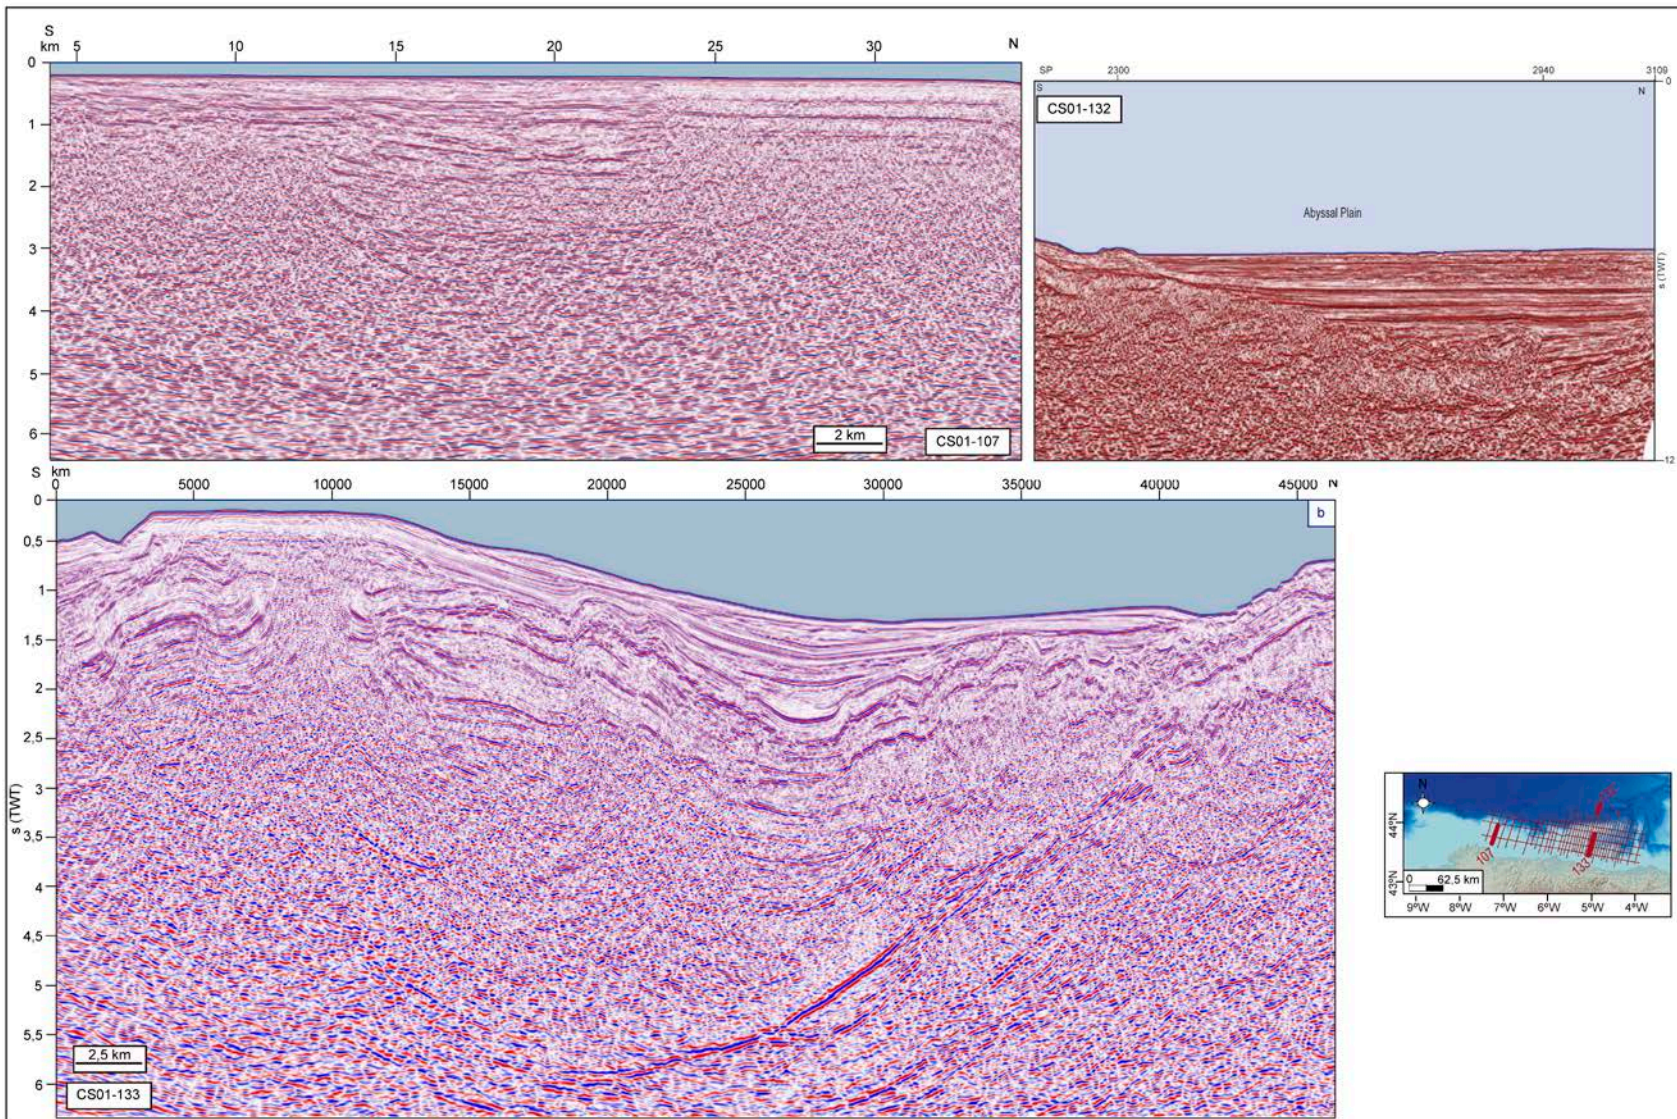 S
km 5 10 15 20 25 30 N
0
1
2
3
4
5
6
2 km
CS01-107
SP 2300 2940 3109
0
S N
CS01-132
Abyssal Plain
s (TWT)
12
S km
0 5000 10000 15000 20000 25000 30000 35000 40000 45000 N
b
0
0,5
1
1,5
2
2,5
3
3,5
4
4,5
5
5,5
6
s (TWT)
2,5 km
CS01-133
N
44ºN
43ºN
107
133
0 62,5 km
9ºW 8ºW 7ºW 6ºW 5ºW 4ºW